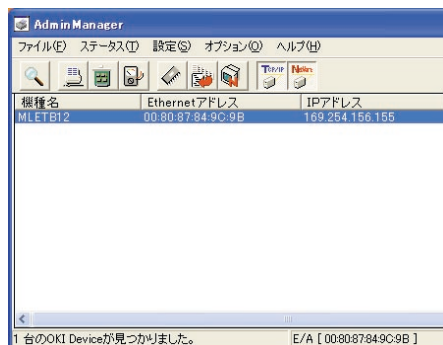 AdminManager
ファイル(F) ステータス(T) 設定(S) オプション(O) ヘルプ(H)
TCP/IP
機種名 Ethernetアドレス IPアドレス
MLETB12 00:80:87:84:9C:9B 169.254.156.155
1 台のOKI Deviceが見つかりました。 E/A [ 00:80:87:84:9C:9B ]